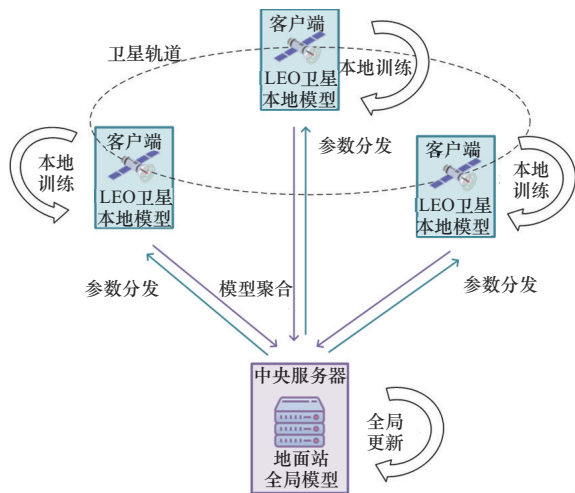 客户端
LEO卫星
本地模型
本地训练
卫星轨道
客户端
LEO卫星
本地模型
本地
训练
客户端
LEO卫星
本地模型
本地
训练
参数分发
参数分发
模型聚合
参数分发
中央服务器
地面站
全局模型
全局
更新